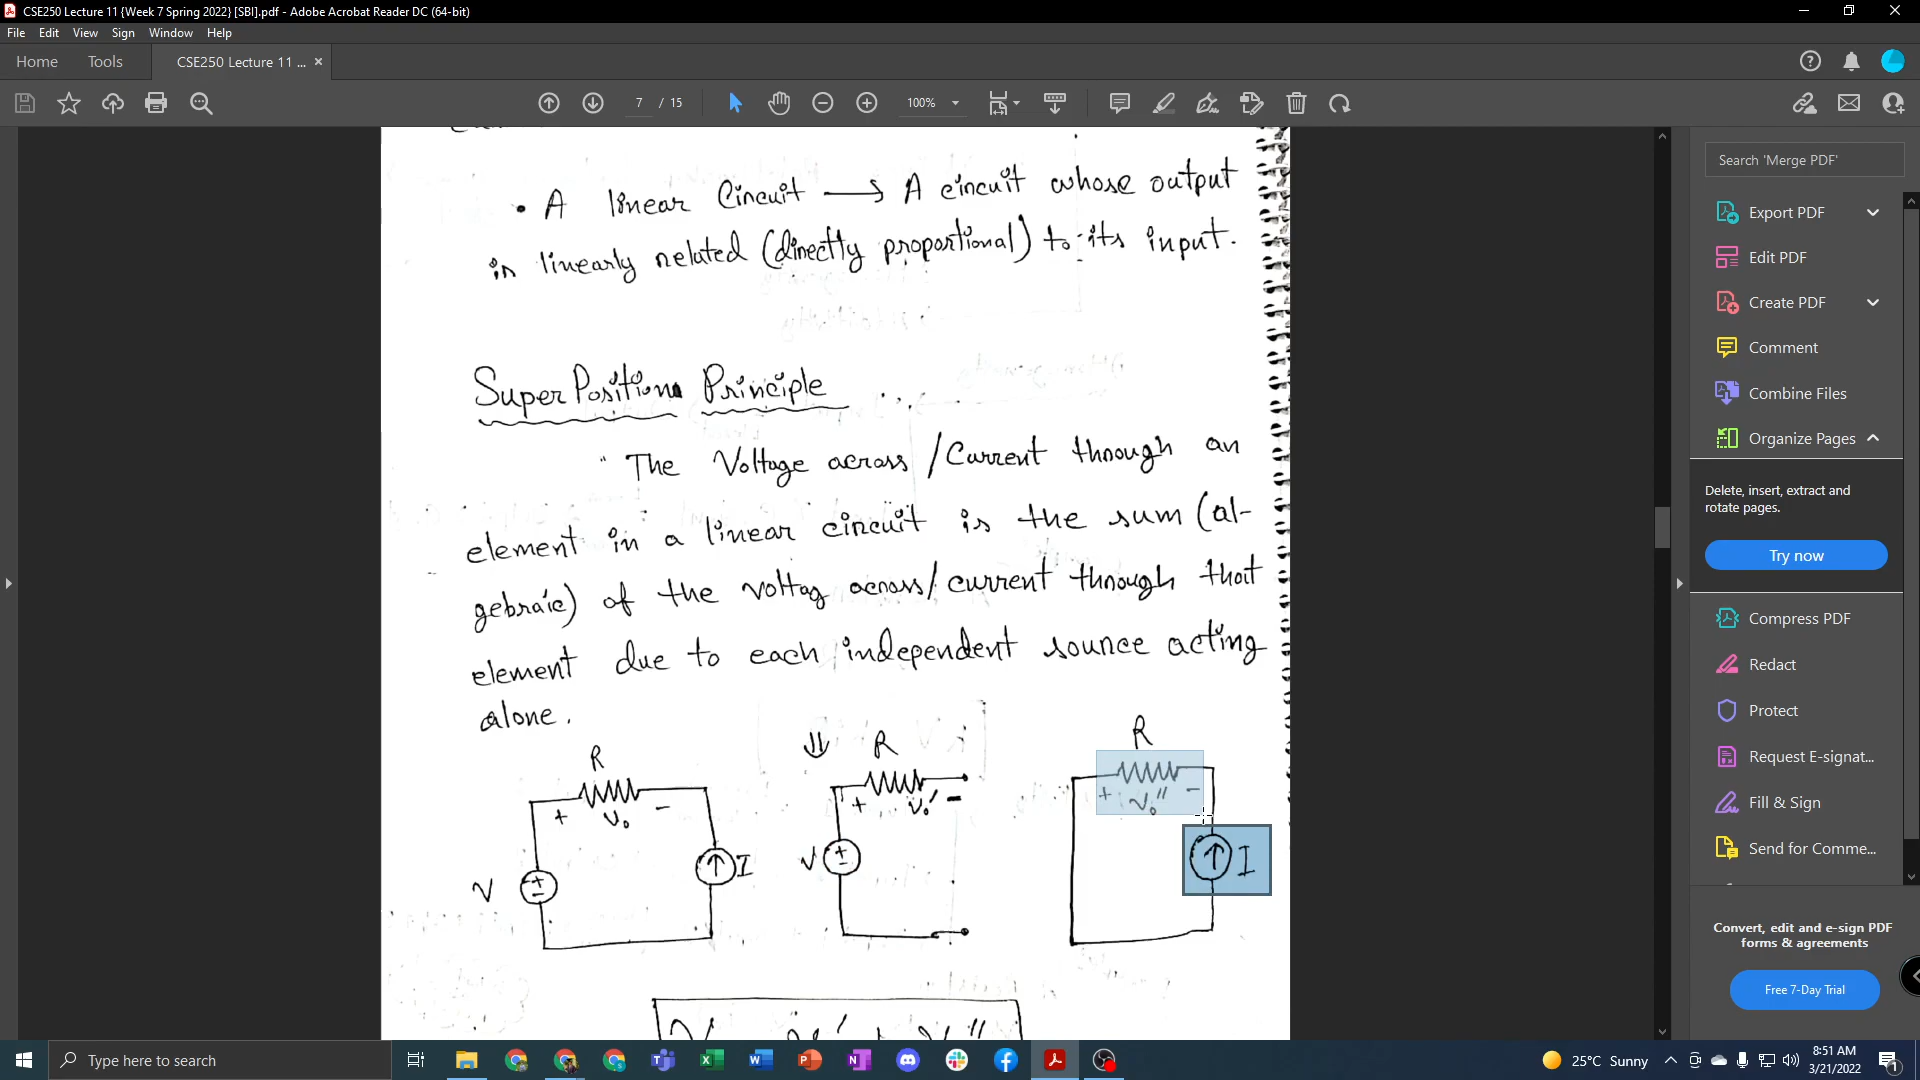 CSE250 Lecture 11 {Week 7 Spring 2022} [SBI].pdf - Adobe Acrobat Reader DC (64-bit)
File Edit View Sign Window Help
Home Tools CSE250 Lecture 11 ... ×
7 / 15 100%
• A linear Circuit → A circuit whose output
is linearly related (directly proportional) to its input.
SuperPosition Principle ...
"The Voltage across/Current through an
element in a linear circuit is the sum (al-
gebraic) of the voltag across/current through that
element due to each independent source acting
alone.
R
+ V₀ -
V
I
⇓ R
+ V₀' -
V
R
+ V₀'' -
I
Search 'Merge PDF'
Export PDF
Edit PDF
Create PDF
Comment
Combine Files
Organize Pages
Delete, insert, extract and
rotate pages.
Try now
Compress PDF
Redact
Protect
Request E-signat...
Fill & Sign
Send for Comme...
Convert, edit and e-sign PDF
forms & agreements
Free 7-Day Trial
Type here to search
25°C Sunny
8:51 AM
3/21/2022
1